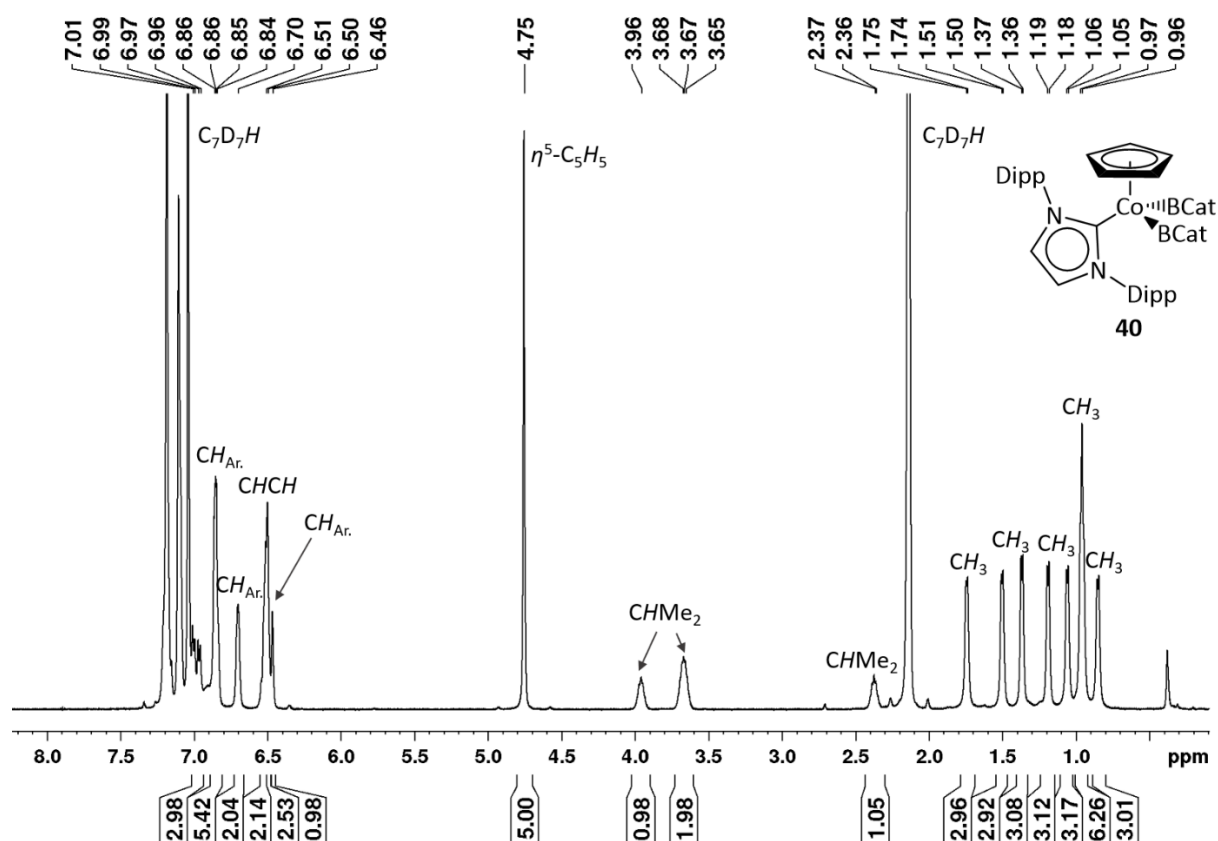 7.01 6.99 6.97 6.96 6.86 6.86 6.85 6.84 6.70 6.51 6.50 6.46 4.75 3.96 3.68 3.67 3.65 2.37 2.36 1.75 1.74 1.51 1.50 1.37 1.36 1.19 1.18 1.06 1.05 0.97 0.96
C₇D₇H
η⁵-C₅H₅
C₇D₇H
Dipp
N
Co
BCat
BCat
N
Dipp
40
CH_Ar.
CHCH
CH_Ar.
CH_Ar.
CHMe₂
CHMe₂
CH₃
CH₃
CH₃
CH₃
CH₃
8.0 7.5 7.0 6.5 6.0 5.5 5.0 4.5 4.0 3.5 3.0 2.5 2.0 1.5 1.0 ppm
2.98 5.42 2.04 2.14 2.53 0.98 5.00 0.98 1.98 1.05 2.96 2.92 3.08 3.12 3.17 6.26 3.01